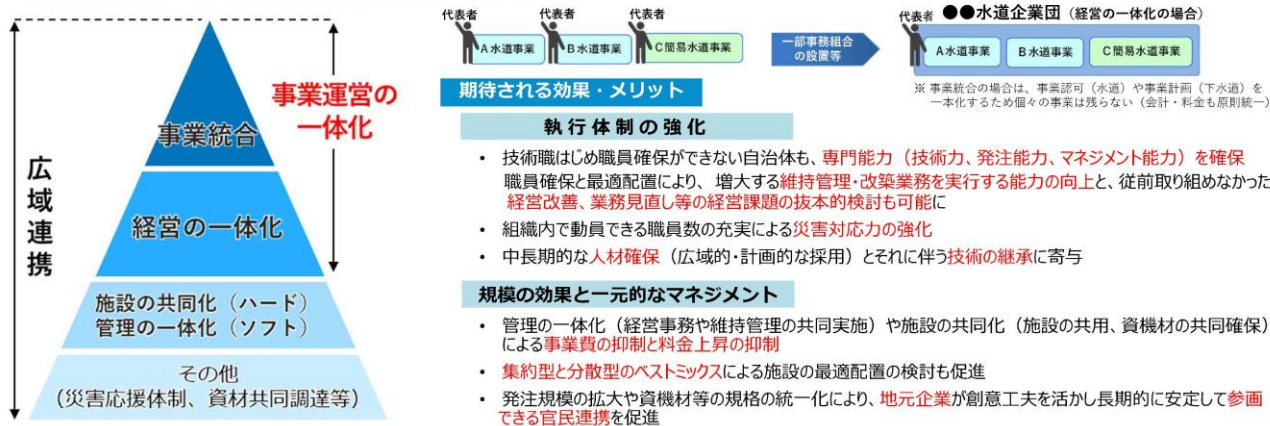 広域連携
事業運営の
一体化
事業統合
経営の一体化
施設の共同化（ハード）
管理の一体化（ソフト）
その他
(災害応援体制、資材共同調達等)
代表者
A水道事業
代表者
B水道事業
代表者
C簡易水道事業
一部事務組合
の設置等
代表者
●●水道企業団（経営の一体化の場合）
A水道事業
B水道事業
C簡易水道事業
※ 事業統合の場合は、事業認可（水道）や事業計画（下水道）を
一本化するため個々の事業は残らない（会計・料金も原則統一）
期待される効果・メリット
執行体制の強化
• 技術職はじめ職員確保ができない自治体も、専門能力（技術力、発注能力、マネジメント能力）を確保
職員確保と最適配置により、増大する維持管理・改築業務を実行する能力の向上と、従前取り組めなかった
経営改善、業務見直し等の経営課題の抜本的検討も可能に
• 組織内で動員できる職員数の充実による災害対応力の強化
• 中長期的な人材確保（広域的・計画的な採用）とそれに伴う技術の継承に寄与
規模の効果と一元的なマネジメント
• 管理の一体化（経営事務や維持管理の共同実施）や施設の共同化（施設の共用、資機材の共同確保）
による事業費の抑制と料金上昇の抑制
• 集約型と分散型のベストミックスによる施設の最適配置の検討も促進
• 発注規模の拡大や資機材等の規格の統一化により、地元企業が創意工夫を活かし長期的に安定して参画
できる官民連携を促進